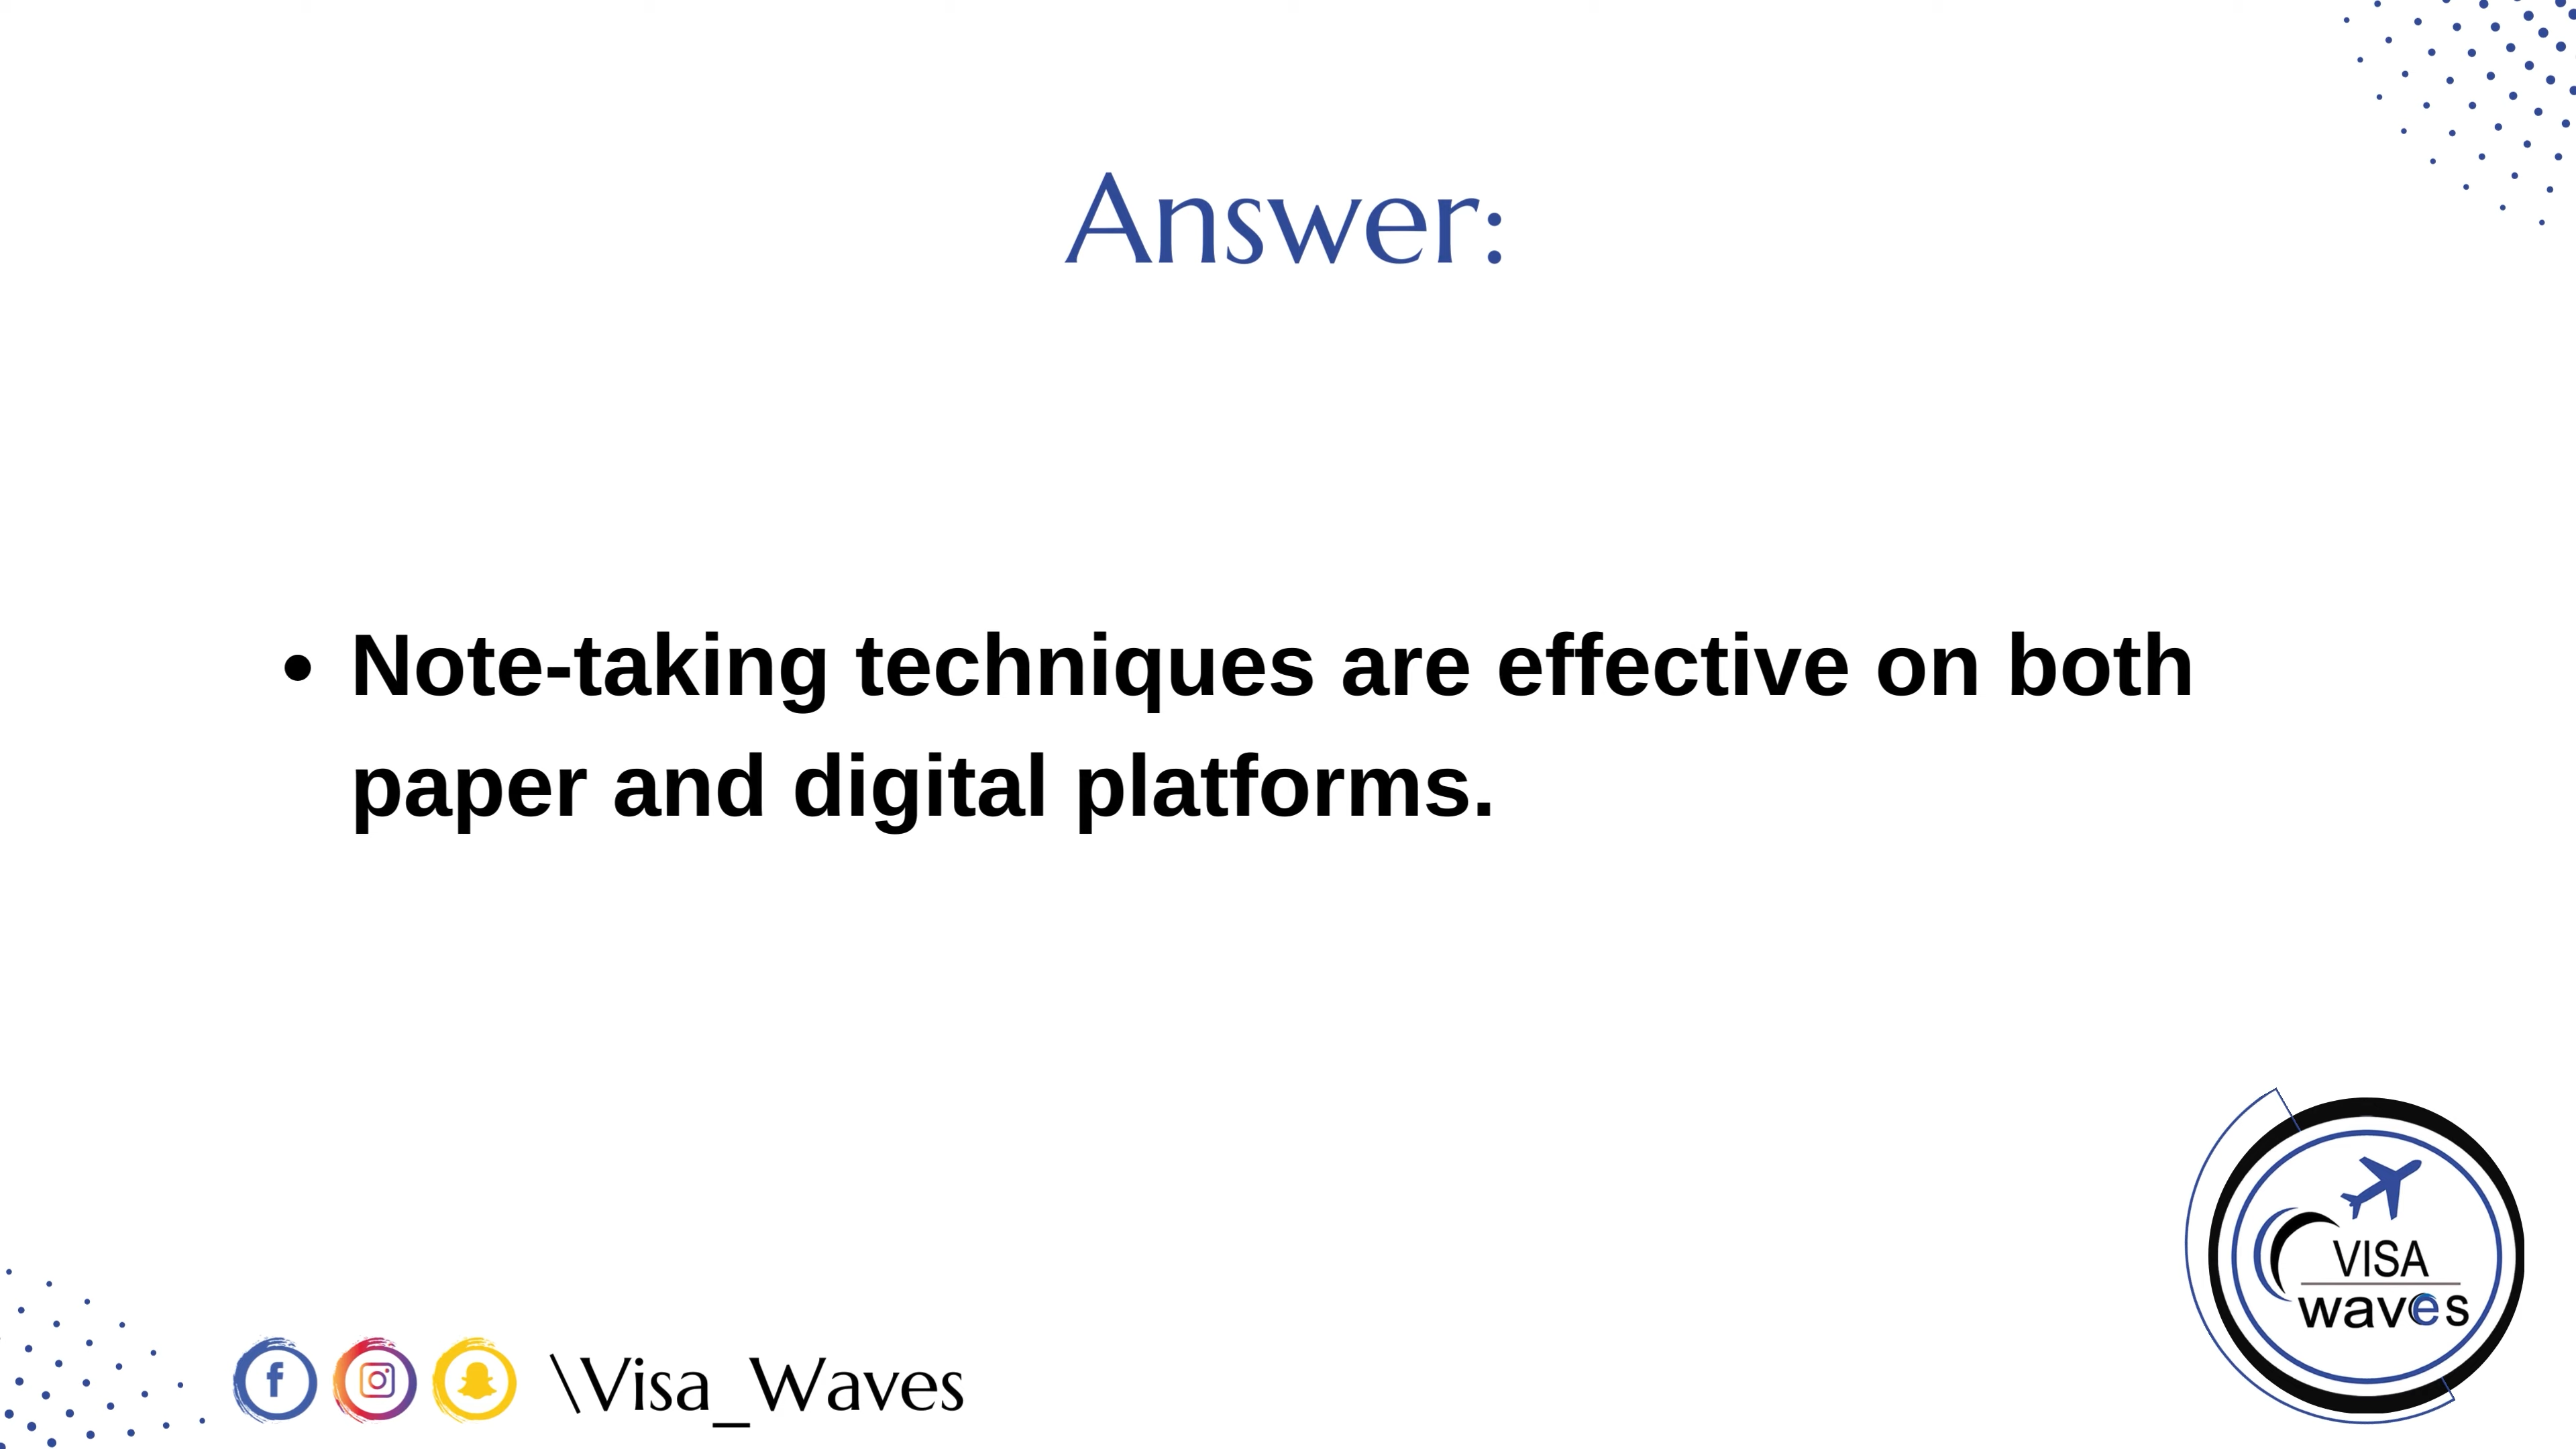 Answer:
• Note-taking techniques are effective on both
paper and digital platforms.
VISA
waves
\Visa_Waves